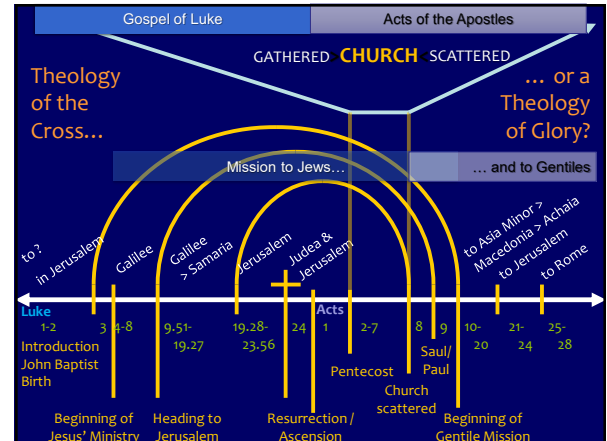 Gospel of Luke
Acts of the Apostles
GATHERED > CHURCH < SCATTERED
Theology
of the
Cross…
… or a
Theology
of Glory?
Mission to Jews…
… and to Gentiles
to ?
in Jerusalem
Galilee
Galilee
> Samaria
Jerusalem
Judea &
Jerusalem
to Asia Minor >
Macedonia > Achaia
to Jerusalem
to Rome
Luke
Acts
1-2
3
4-8
9.51-
19.27
19.28-
23.56
24
1
2-7
8
9
10-
20
21-
24
25-
28
Introduction
John Baptist
Birth
Saul/
Paul
Pentecost
Church
scattered
Beginning of
Jesus' Ministry
Heading to
Jerusalem
Resurrection /
Ascension
Beginning of
Gentile Mission